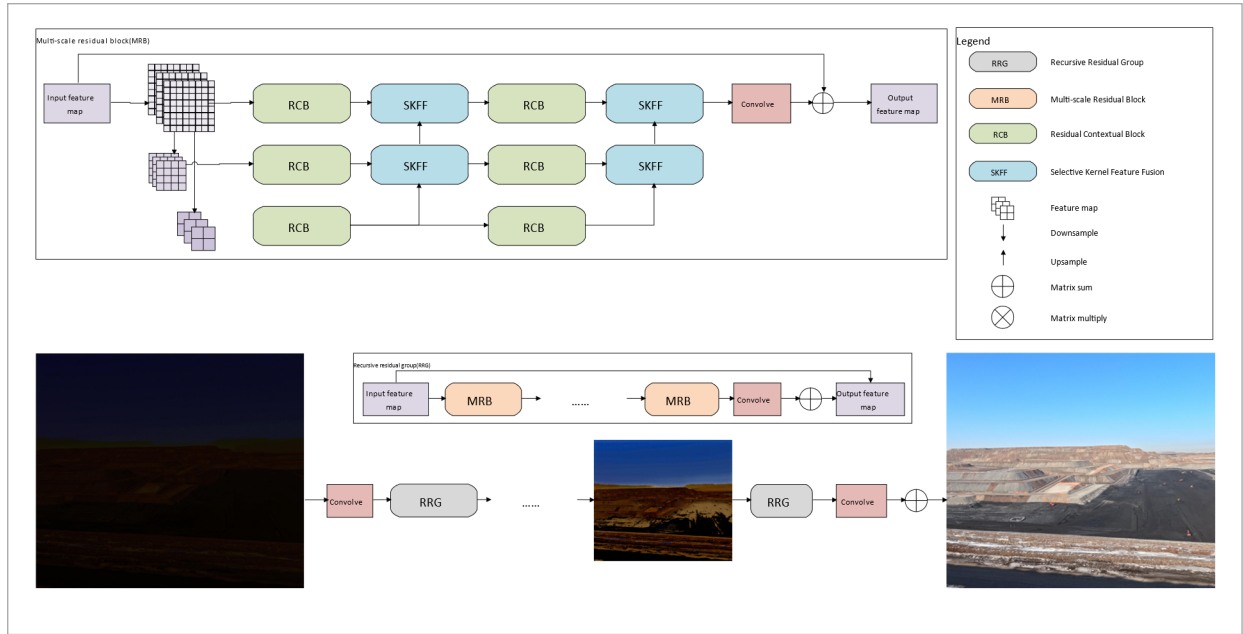 Multi-scale residual block(MRB)
Input feature
map
RCB
SKFF
RCB
SKFF
Convolve
Output
feature map
RCB
SKFF
RCB
SKFF
RCB
RCB
Legend
RRG
Recursive Residual Group
MRB
Multi-scale Residual Block
RCB
Residual Contextual Block
SKFF
Selective Kernel Feature Fusion
Feature map
Downsample
Upsample
Matrix sum
Matrix multiply
Recursive residual group(RRG)
Input feature
map
MRB
......
MRB
Convolve
Output feature
map
Convolve
RRG
......
RRG
Convolve